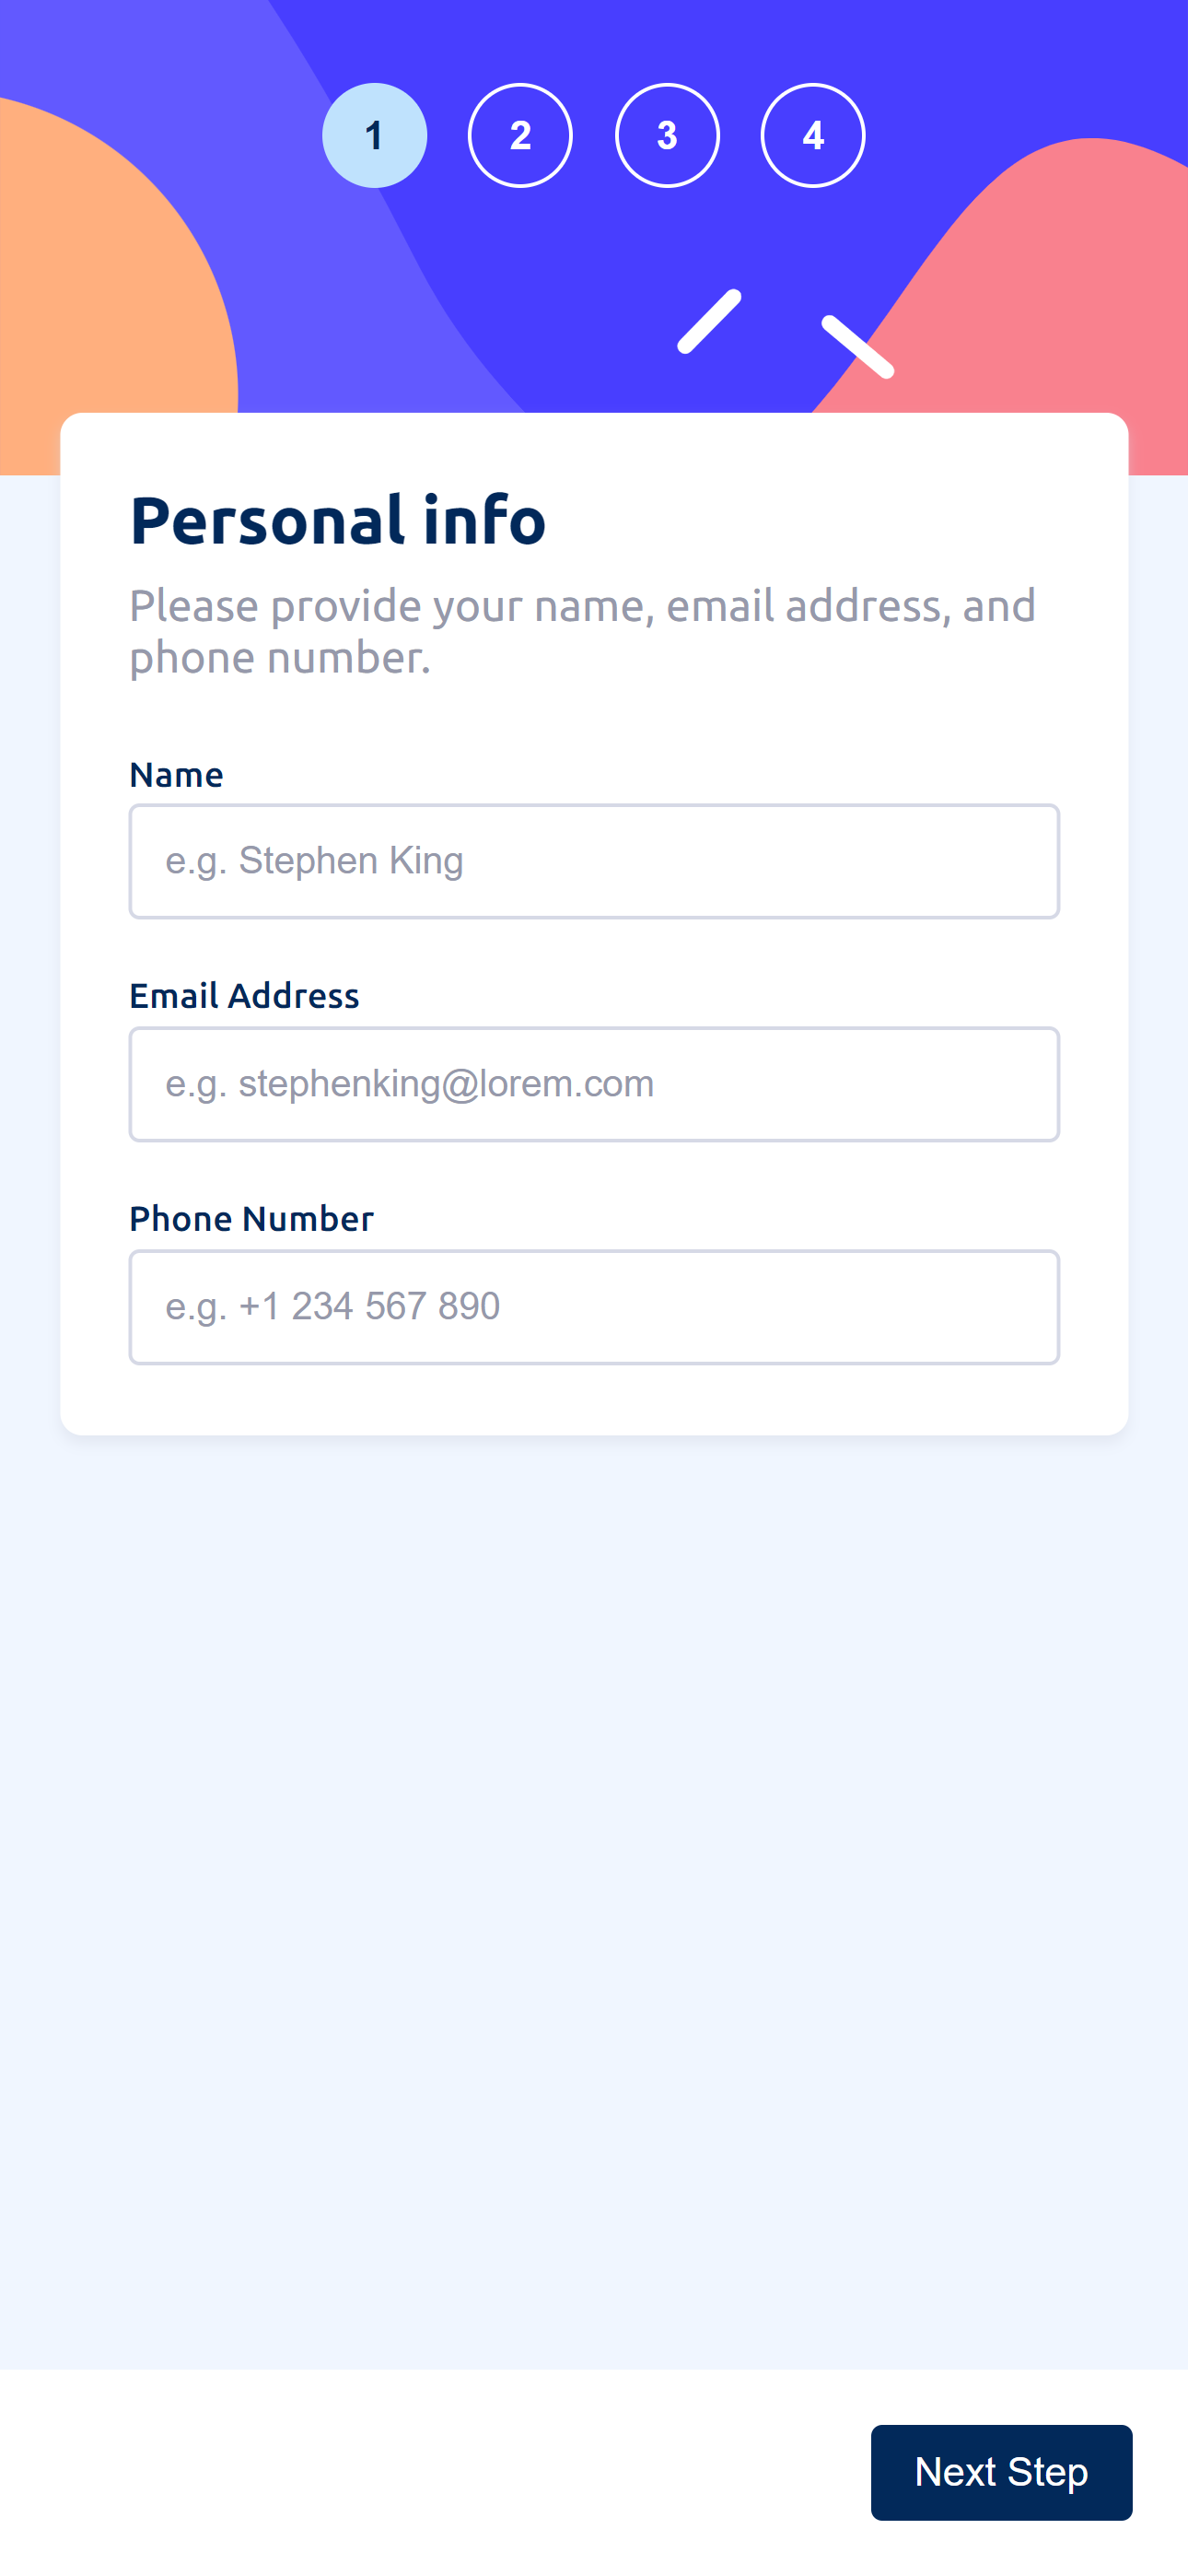 1 2 3 4
Personal info
Please provide your name, email address, and
phone number.
Name
e.g. Stephen King
Email Address
e.g. stephenking@lorem.com
Phone Number
e.g. +1 234 567 890
Next Step